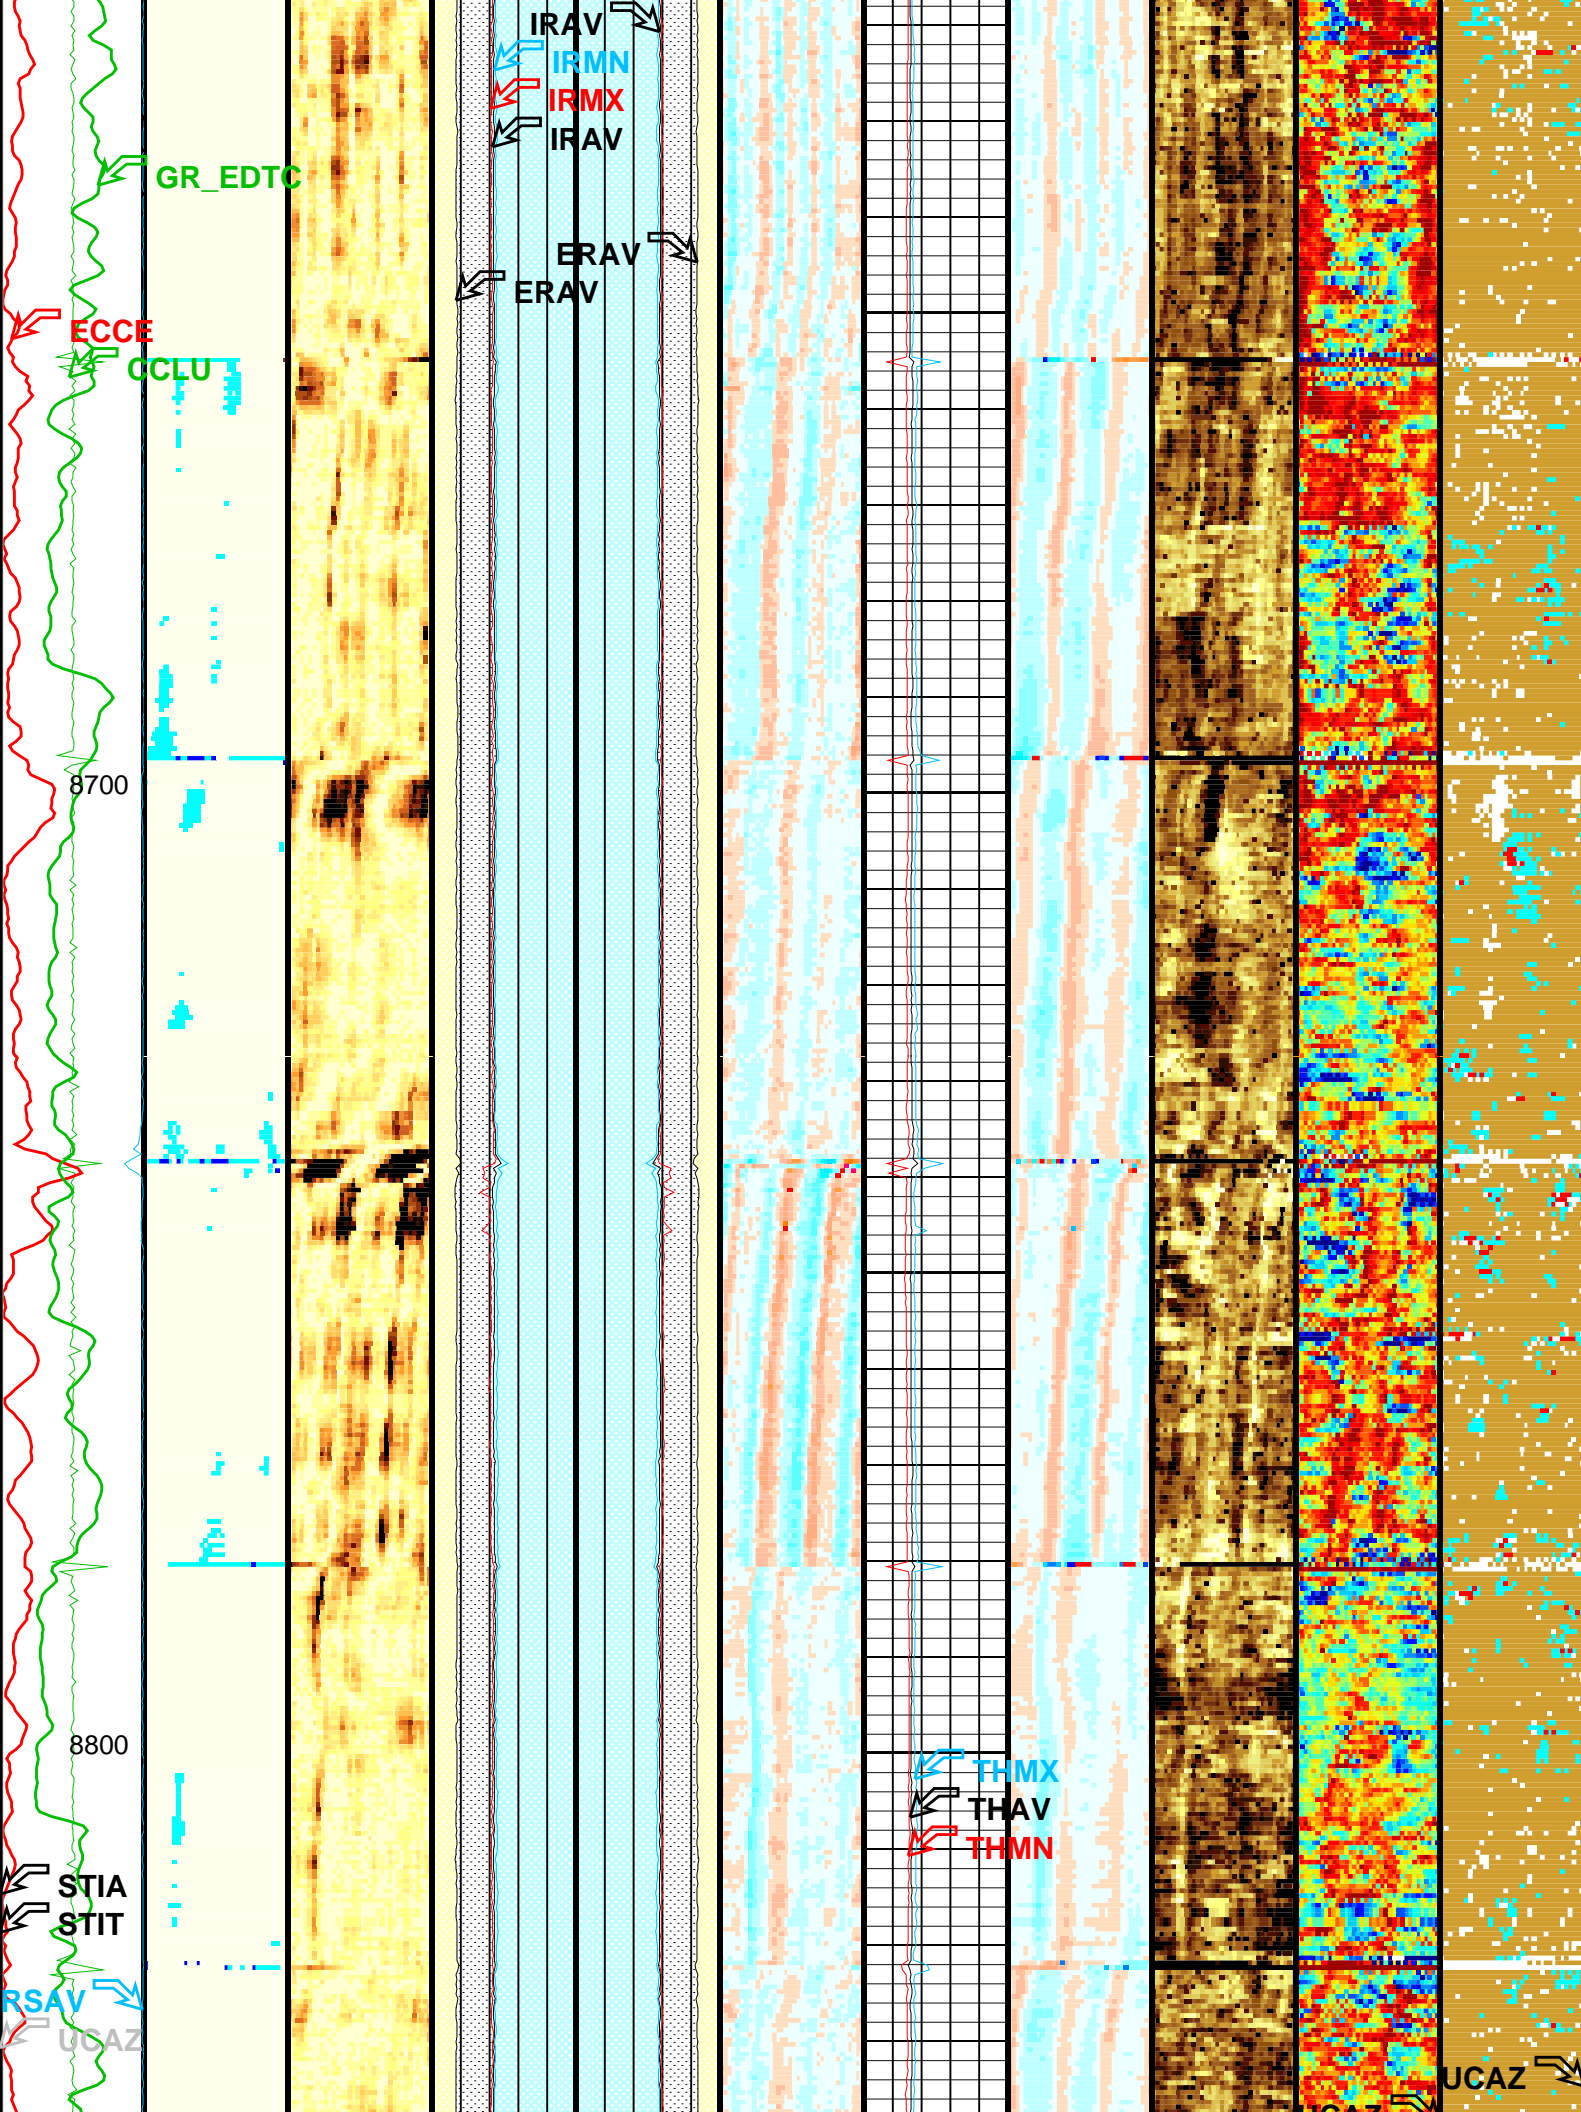 IRAV
IRMN
IRMX
IRAV
GR_EDTC
ERAV
ERAV
ECCE
CCLU
8700
8800
THMX
THAV
THMN
STIA
STIT
RSAV
UCAZ
UCAZ
UCAZ